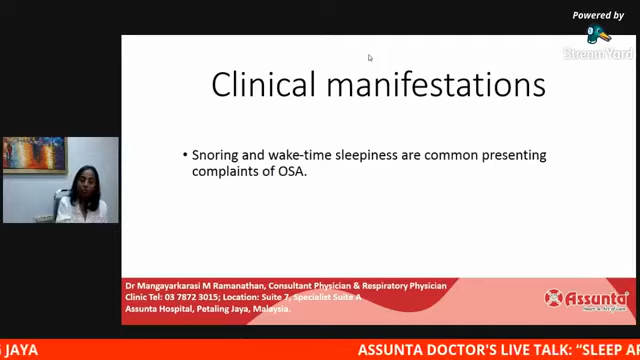 Powered by
StreamYard
Clinical manifestations
• Snoring and wake-time sleepiness are common presenting
complaints of OSA.
Dr Mangayarkarasi M Ramanathan, Consultant Physician & Respiratory Physician
Clinic Tel: 03 7872 3015; Location: Suite 7, Specialist Suite A
Assunta Hospital, Petaling Jaya, Malaysia.
Assunta
G JAYA
ASSUNTA DOCTOR'S LIVE TALK: “SLEEP AP